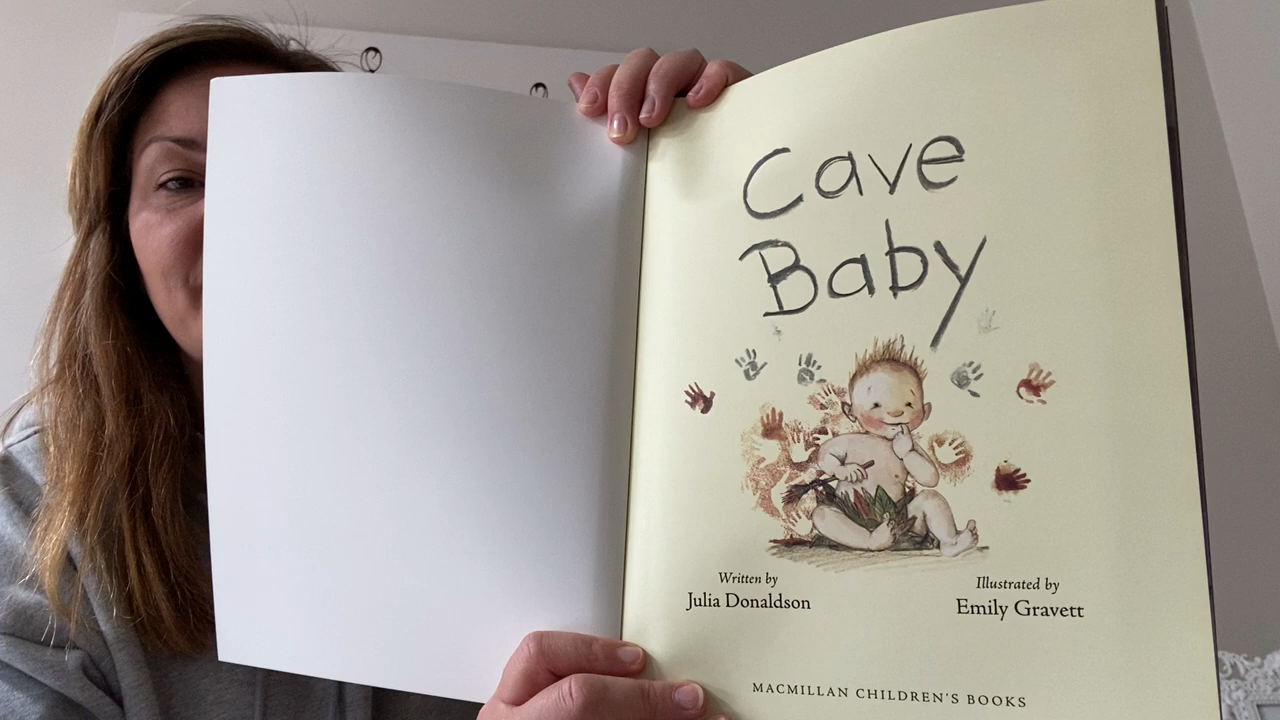 Cave
Baby
Written by
Julia Donaldson
Illustrated by
Emily Gravett
MACMILLAN CHILDREN'S BOOKS